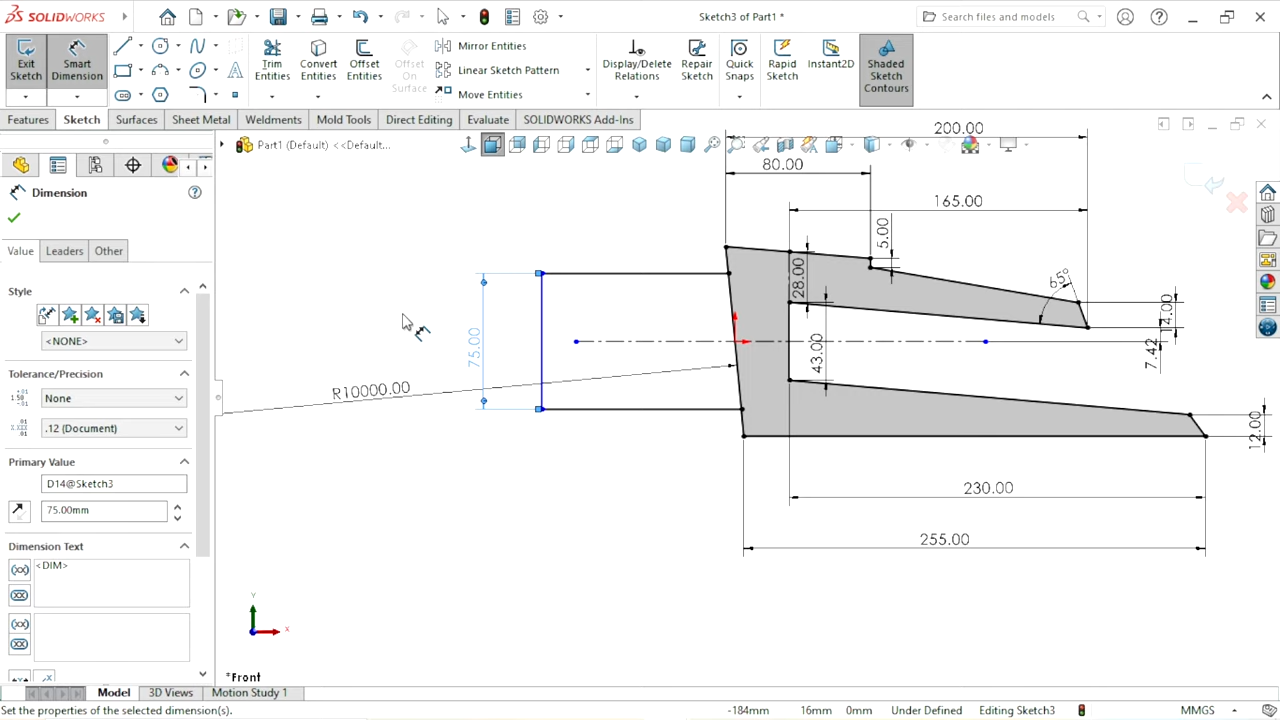 SOLIDWORKS
Sketch3 of Part1 *
Search files and models
Exit Sketch
Smart Dimension
Trim Entities
Convert Entities
Offset Entities
Offset On Surface
Mirror Entities
Linear Sketch Pattern
Move Entities
Display/Delete Relations
Repair Sketch
Quick Snaps
Rapid Sketch
Instant2D
Shaded Sketch Contours
Features
Sketch
Surfaces
Sheet Metal
Weldments
Mold Tools
Direct Editing
Evaluate
SOLIDWORKS Add-Ins
Part1 (Default) <<Default...
Dimension
Value
Leaders
Other
Style
<NONE>
Tolerance/Precision
None
.12 (Document)
Primary Value
D14@Sketch3
75.00mm
Dimension Text
<DIM>
200.00
80.00
165.00
5.00
28.00
65°
14.00
7.42
43.00
75.00
R10000.00
12.00
230.00
255.00
Y
X
*Front
Model
3D Views
Motion Study 1
Set the properties of the selected dimension(s).
-184mm
16mm
0mm
Under Defined
Editing Sketch3
MMGS